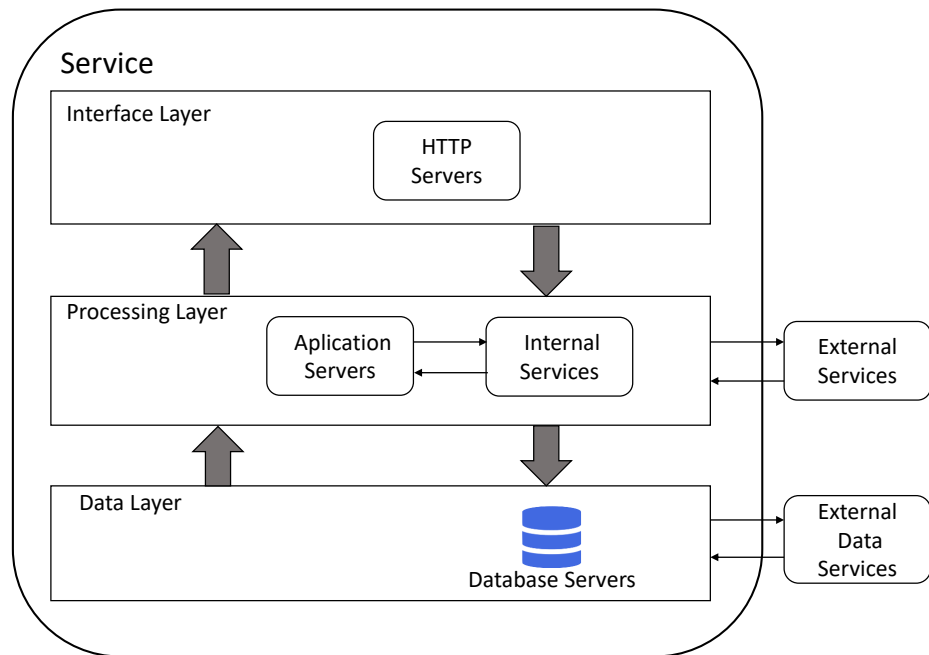 Service
Interface Layer
HTTP
Servers
Processing Layer
Aplication
Servers
Internal
Services
External
Services
Data Layer
Database Servers
External
Data
Services